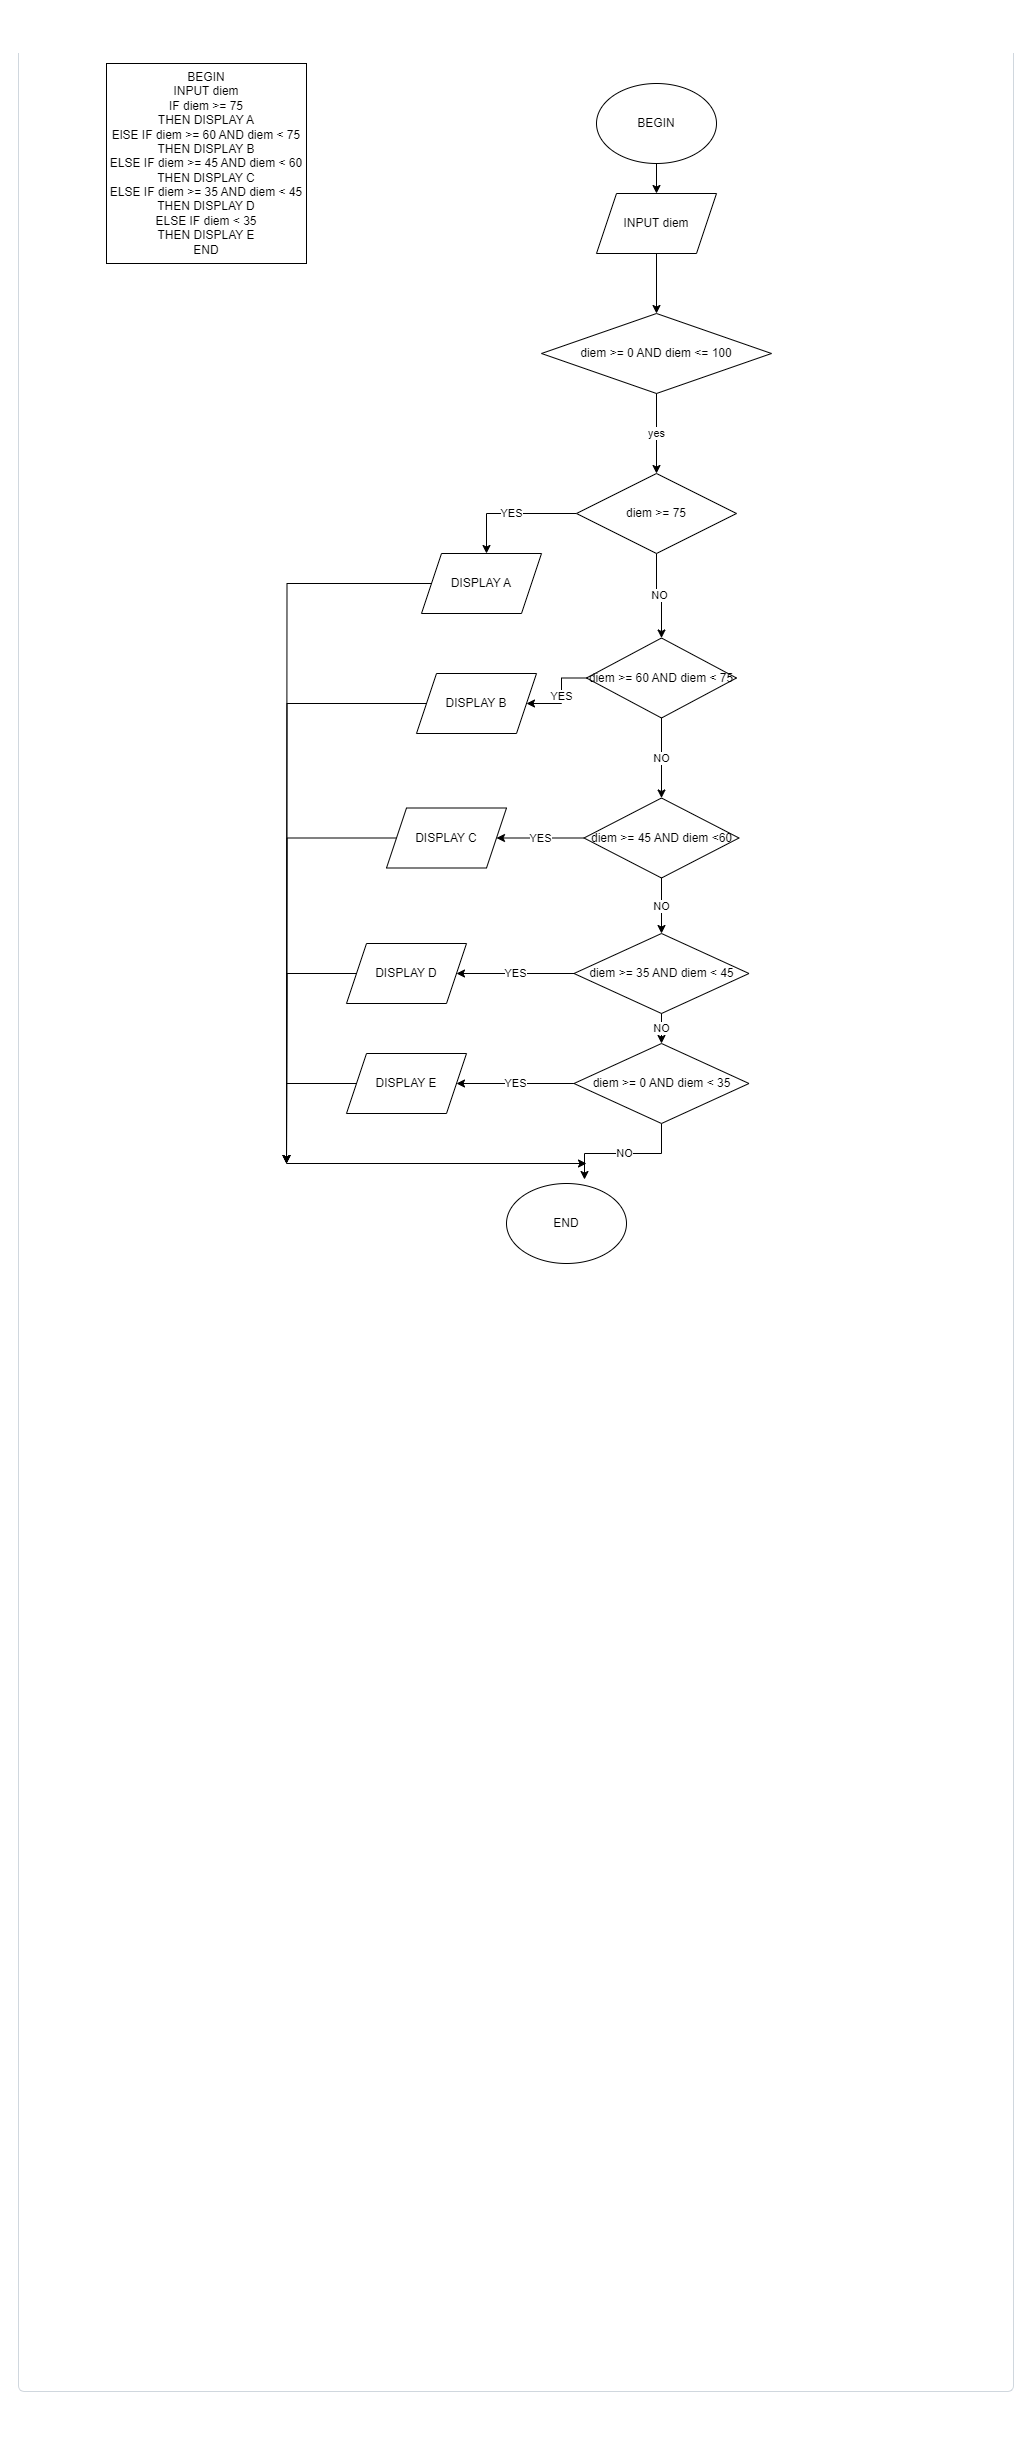 BEGIN
INPUT diem
IF diem >= 75
THEN DISPLAY A
ElSE IF diem >= 60 AND diem < 75
THEN DISPLAY B
ELSE IF diem >= 45 AND diem < 60
THEN DISPLAY C
ELSE IF diem >= 35 AND diem < 45
THEN DISPLAY D
ELSE IF diem < 35
THEN DISPLAY E
END
BEGIN
INPUT diem
diem >= 0 AND diem <= 100
yes
diem >= 75
YES
DISPLAY A
NO
diem >= 60 AND diem < 75
YES
DISPLAY B
NO
diem >= 45 AND diem <60
YES
DISPLAY C
NO
diem >= 35 AND diem < 45
YES
DISPLAY D
NO
diem >= 0 AND diem < 35
YES
DISPLAY E
NO
END